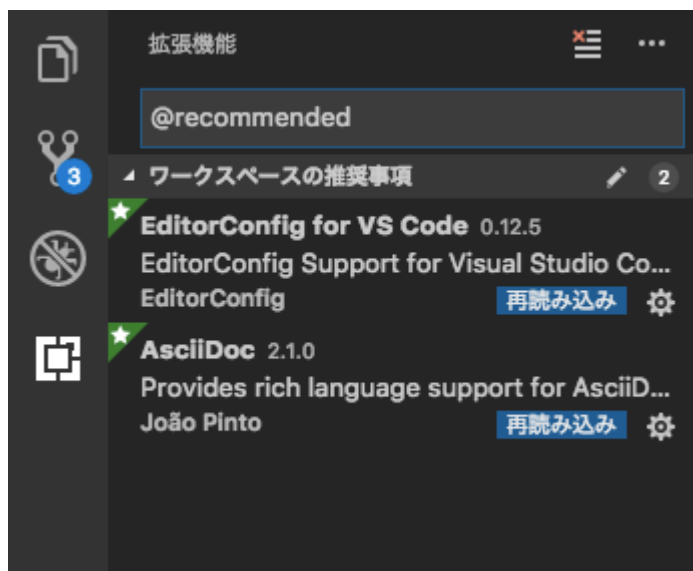 拡張機能
@recommended
3
ワークスペースの推奨事項 2
EditorConfig for VS Code 0.12.5
EditorConfig Support for Visual Studio Co...
EditorConfig 再読み込み
AsciiDoc 2.1.0
Provides rich language support for AsciiD...
João Pinto 再読み込み